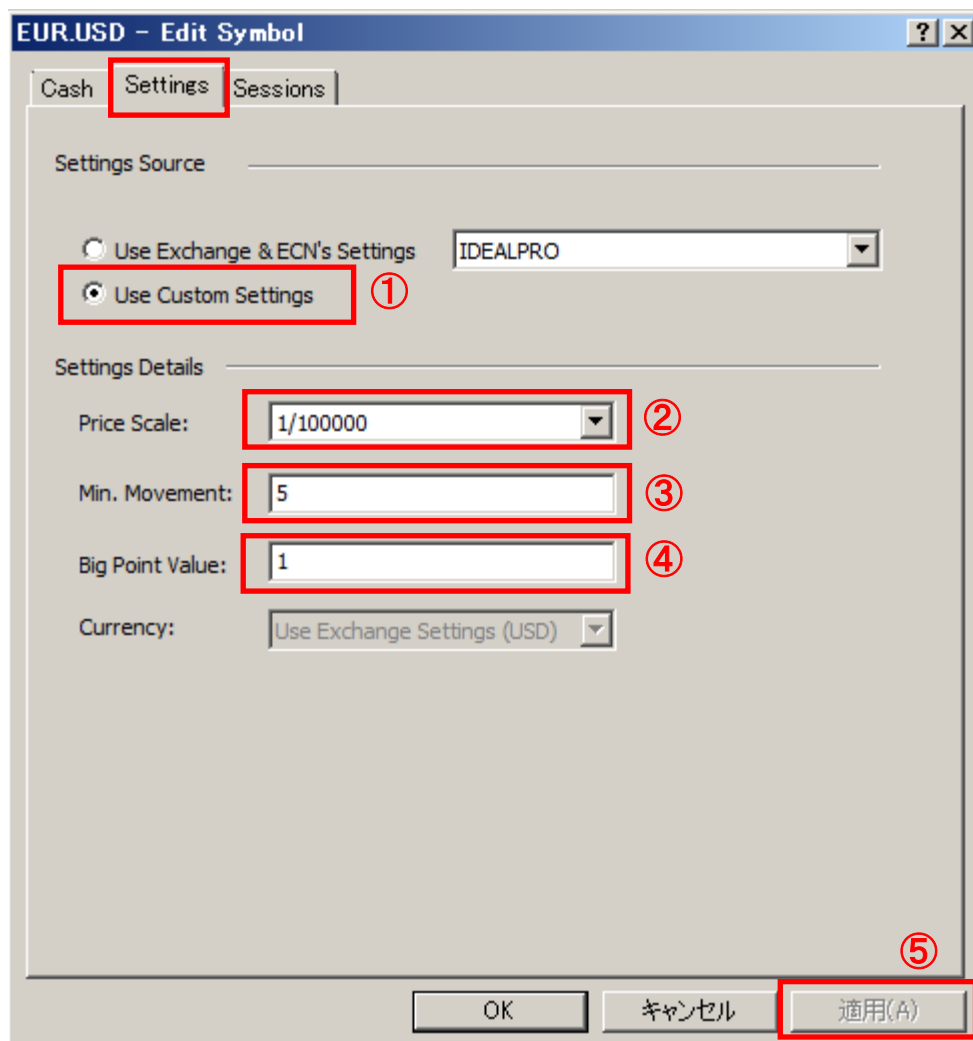 EUR.USD - Edit Symbol
Cash Settings Sessions
Settings Source
Use Exchange & ECN's Settings IDEALPRO
Use Custom Settings ①
Settings Details
Price Scale: 1/100000 ②
Min. Movement: 5 ③
Big Point Value: 1 ④
Currency: Use Exchange Settings (USD)
⑤
OK キャンセル 適用(A)